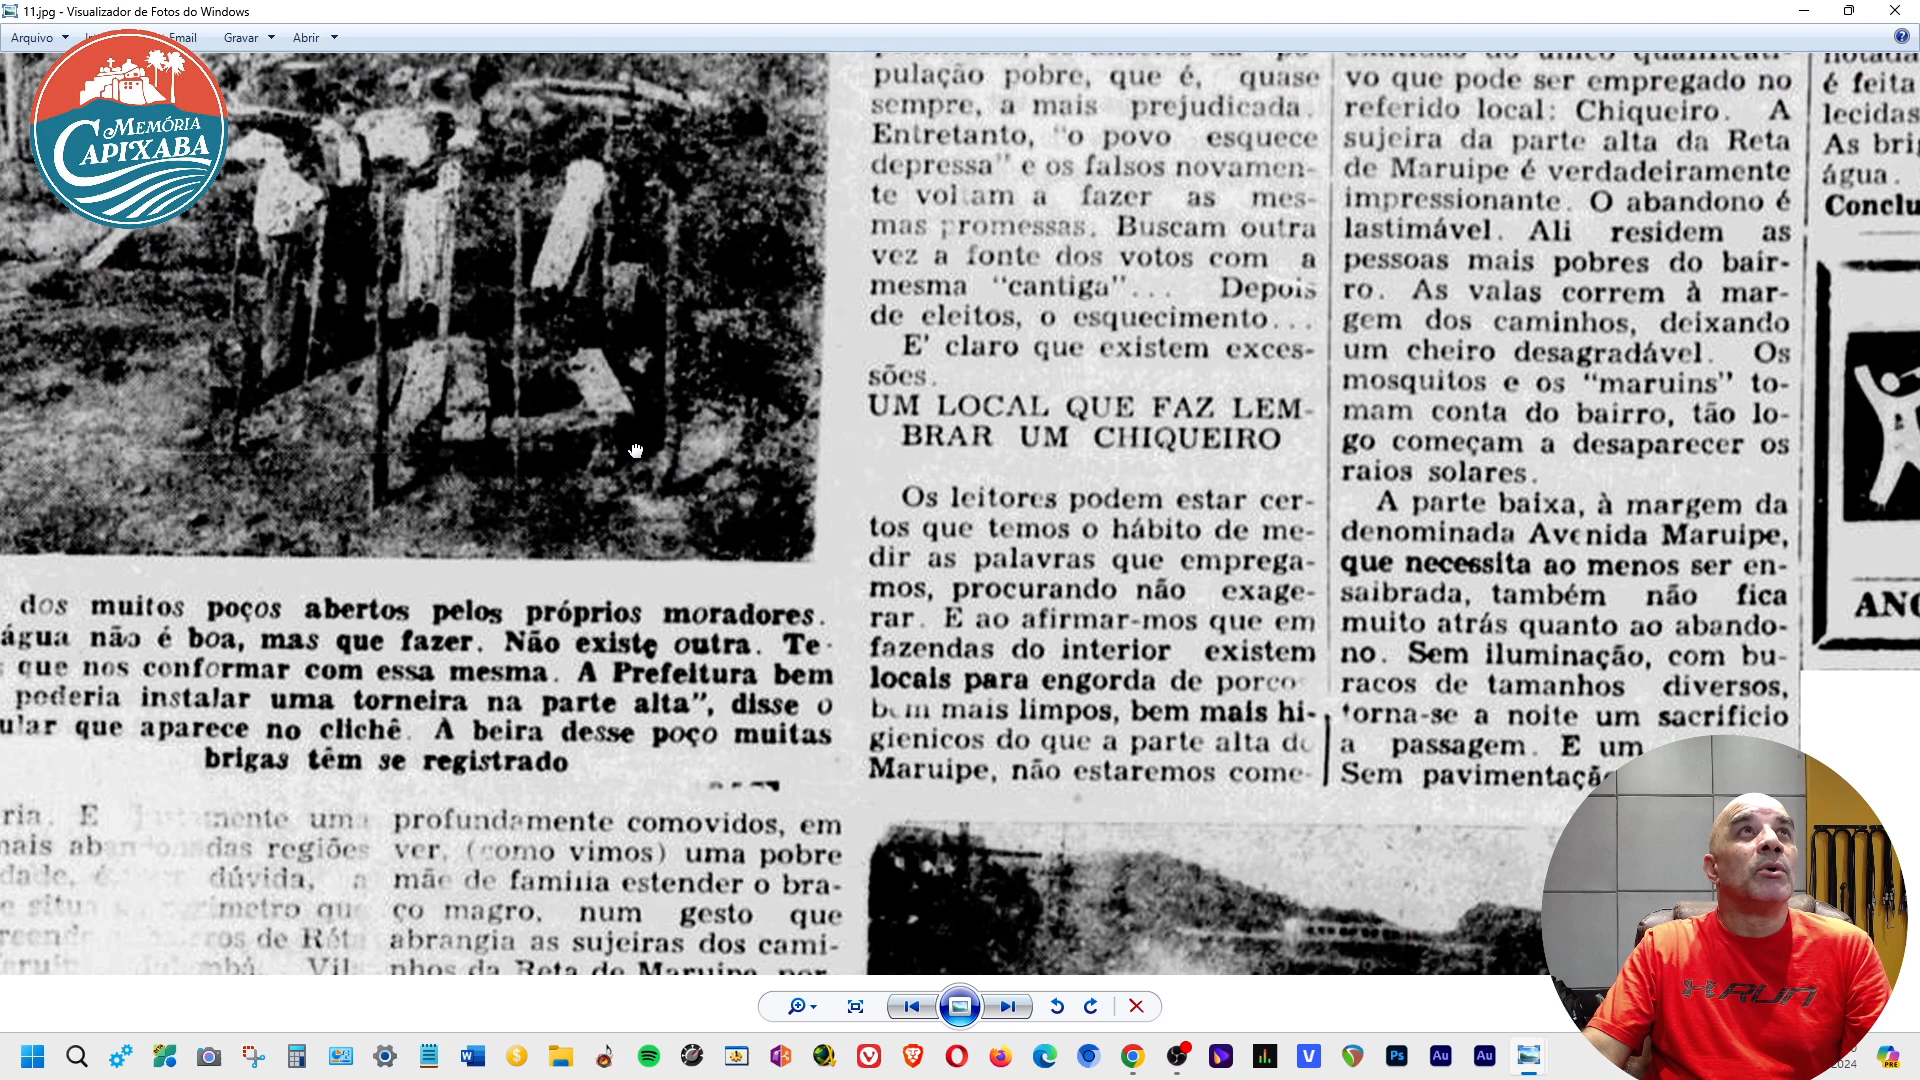 11.jpg - Visualizador de Fotos do Windows
Arquivo
Email
Gravar
Abrir
MEMÓRIA
CAPIXABA
pulação pobre, que é, quase
sempre, a mais prejudicada.
Entretanto, "o povo esquece
depressa" e os falsos novamen-
te voltam a fazer as mes-
mas promessas. Buscam outra
vez a fonte dos votos com a
mesma "cantiga"... Depois
de eleitos, o esquecimento...
E' claro que existem exces-
sões.
UM LOCAL QUE FAZ LEM-
BRAR UM CHIQUEIRO
Os leitores podem estar cer-
tos que temos o hábito de me-
dir as palavras que emprega-
mos, procurando não exage-
rar. E ao afirmar-mos que em
fazendas do interior existem
locais para engorda de porco
bem mais limpos, bem mais hi-
gienicos do que a parte alta de
Maruipe, não estaremos come-
vo que pode ser empregado no
referido local: Chiqueiro. A
sujeira da parte alta da Reta
de Maruipe é verdadeiramente
impressionante. O abandono é
lastimável. Ali residem as
pessoas mais pobres do bair-
ro. As valas correm à mar-
gem dos caminhos, deixando
um cheiro desagradável. Os
mosquitos e os "maruins" to-
mam conta do bairro, tão lo-
go começam a desaparecer os
raios solares.
A parte baixa, à margem da
denominada Avenida Maruipe,
que necessita ao menos ser en-
saibrada, também não fica
muito atrás quanto ao abando-
no. Sem iluminação, com bu-
racos de tamanhos diversos,
torna-se a noite um sacrificio
a passagem. E um
Sem pavimentação
é feita
lecidas
As brig
água.
Conclu
ANC
dos muitos poços abertos pelos próprios moradores.
água não é boa, mas que fazer. Não existe outra. Te-
que nos conformar com essa mesma. A Prefeitura bem
poderia instalar uma torneira na parte alta", disse o
ular que aparece no clichê. À beira desse poço muitas
brigas têm se registrado
ria. E mente uma
mais abandonadas regiões
dade, é dúvida, a
perímetro que
ros de Réta
profundamente comovidos, em
ver, (como vimos) uma pobre
mãe de familia estender o bra-
ço magro, num gesto que
abrangia as sujeiras dos cami-
nhos da Reta de Maruipe, por-
RUN
2024